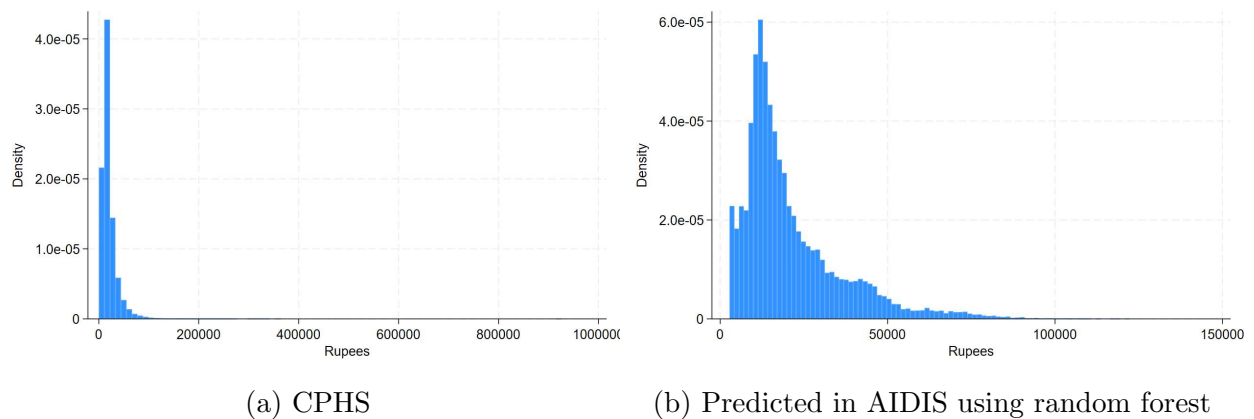 4.0e-05
3.0e-05
2.0e-05
1.0e-05
0
Density
0 200000 400000 600000 800000 1000000
Rupees
(a) CPHS
6.0e-05
4.0e-05
2.0e-05
0
Density
0 50000 100000 150000
Rupees
(b) Predicted in AIDIS using random forest